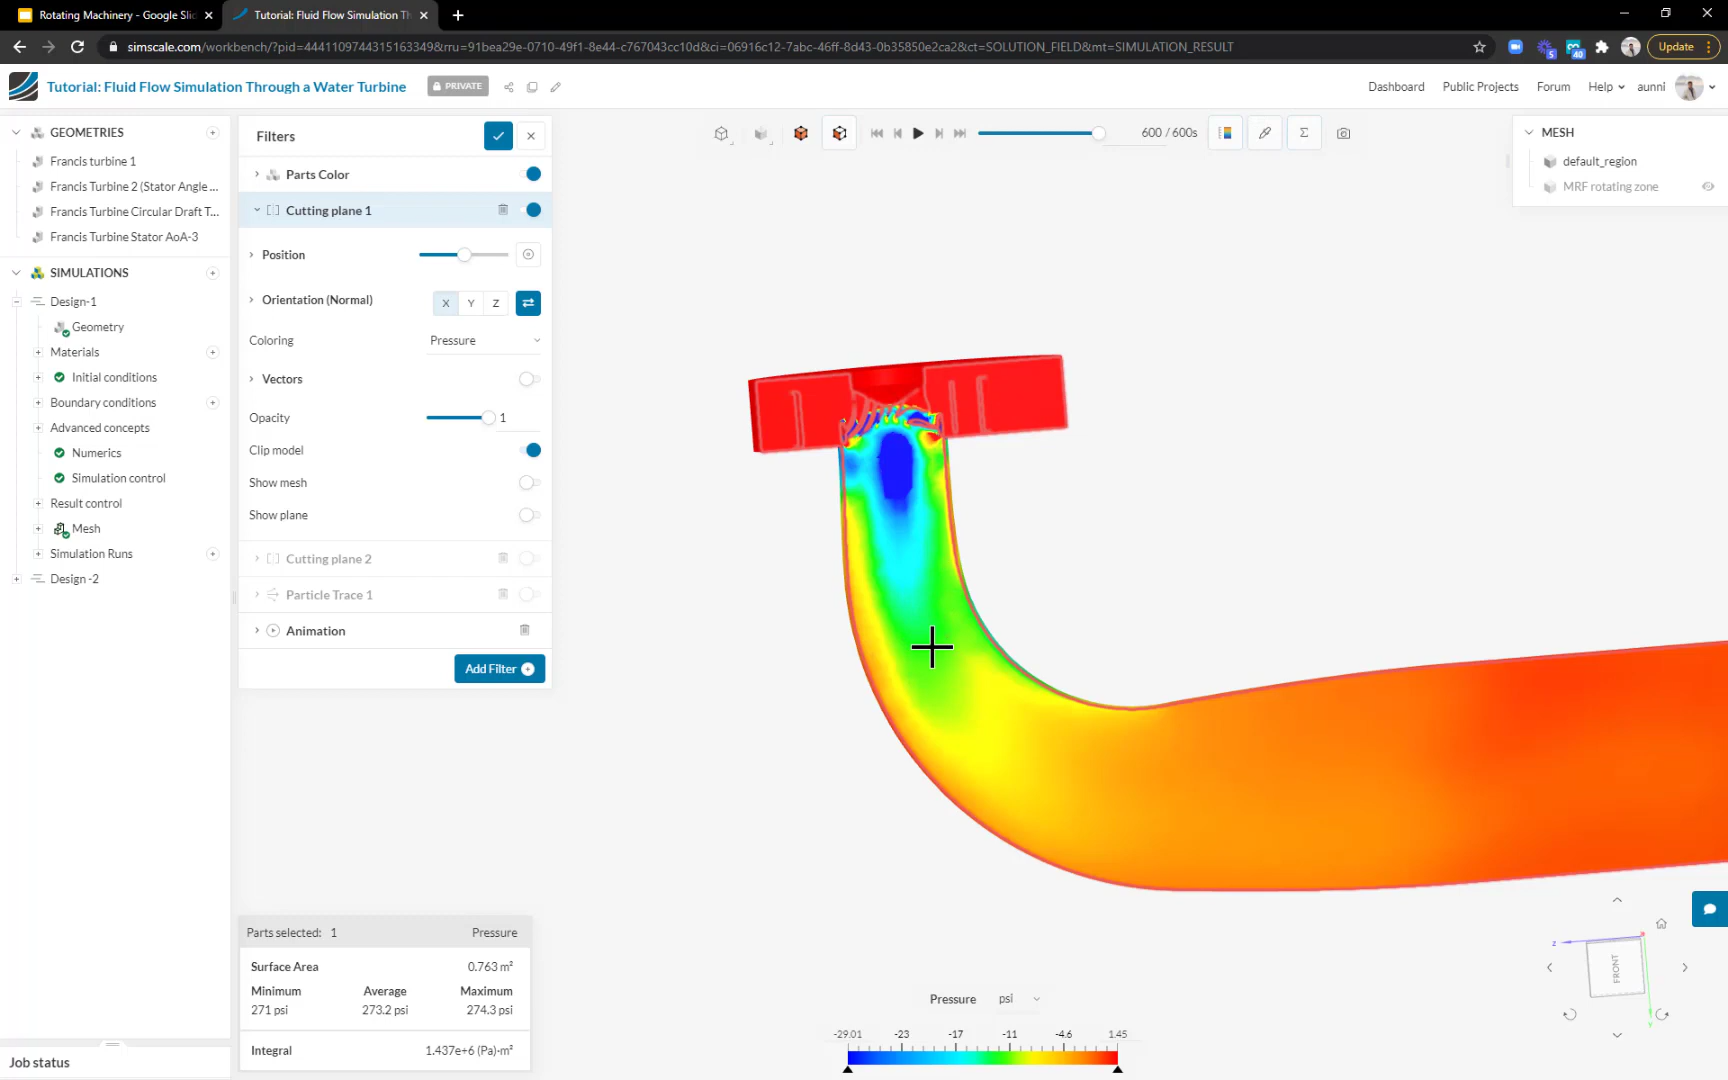 Rotating Machinery - Google Slid
Tutorial: Fluid Flow Simulation Th
simscale.com/workbench/?pid=4441109744315163349&rru=91bea29e-0710-49f1-8e44-c767043cc10d&ci=06916c12-7abc-46ff-8d43-0b35850e2ca2&ct=SOLUTION_FIELD&mt=SIMULATION_RESULT
5
40
Update
Tutorial: Fluid Flow Simulation Through a Water Turbine
PRIVATE
Dashboard
Public Projects
Forum
Help
aunni
GEOMETRIES
Francis turbine 1
Francis Turbine 2 (Stator Angle ...
Francis Turbine Circular Draft T...
Francis Turbine Stator AoA-3
SIMULATIONS
Design-1
Geometry
Materials
Initial conditions
Boundary conditions
Advanced concepts
Numerics
Simulation control
Result control
Mesh
Simulation Runs
Design -2
Job status
Filters
Parts Color
Cutting plane 1
Position
Orientation (Normal)
X Y Z
Coloring
Pressure
Vectors
Opacity
1
Clip model
Show mesh
Show plane
Cutting plane 2
Particle Trace 1
Animation
Add Filter
600 / 600s
Σ
MESH
default_region
MRF rotating zone
Parts selected: 1
Pressure
Surface Area
0.763 m²
Minimum Average Maximum
271 psi 273.2 psi 274.3 psi
Integral
1.437e+6 (Pa)·m²
Pressure
psi
-29.01 -23 -17 -11 -4.6 1.45
Z
FRONT
Y